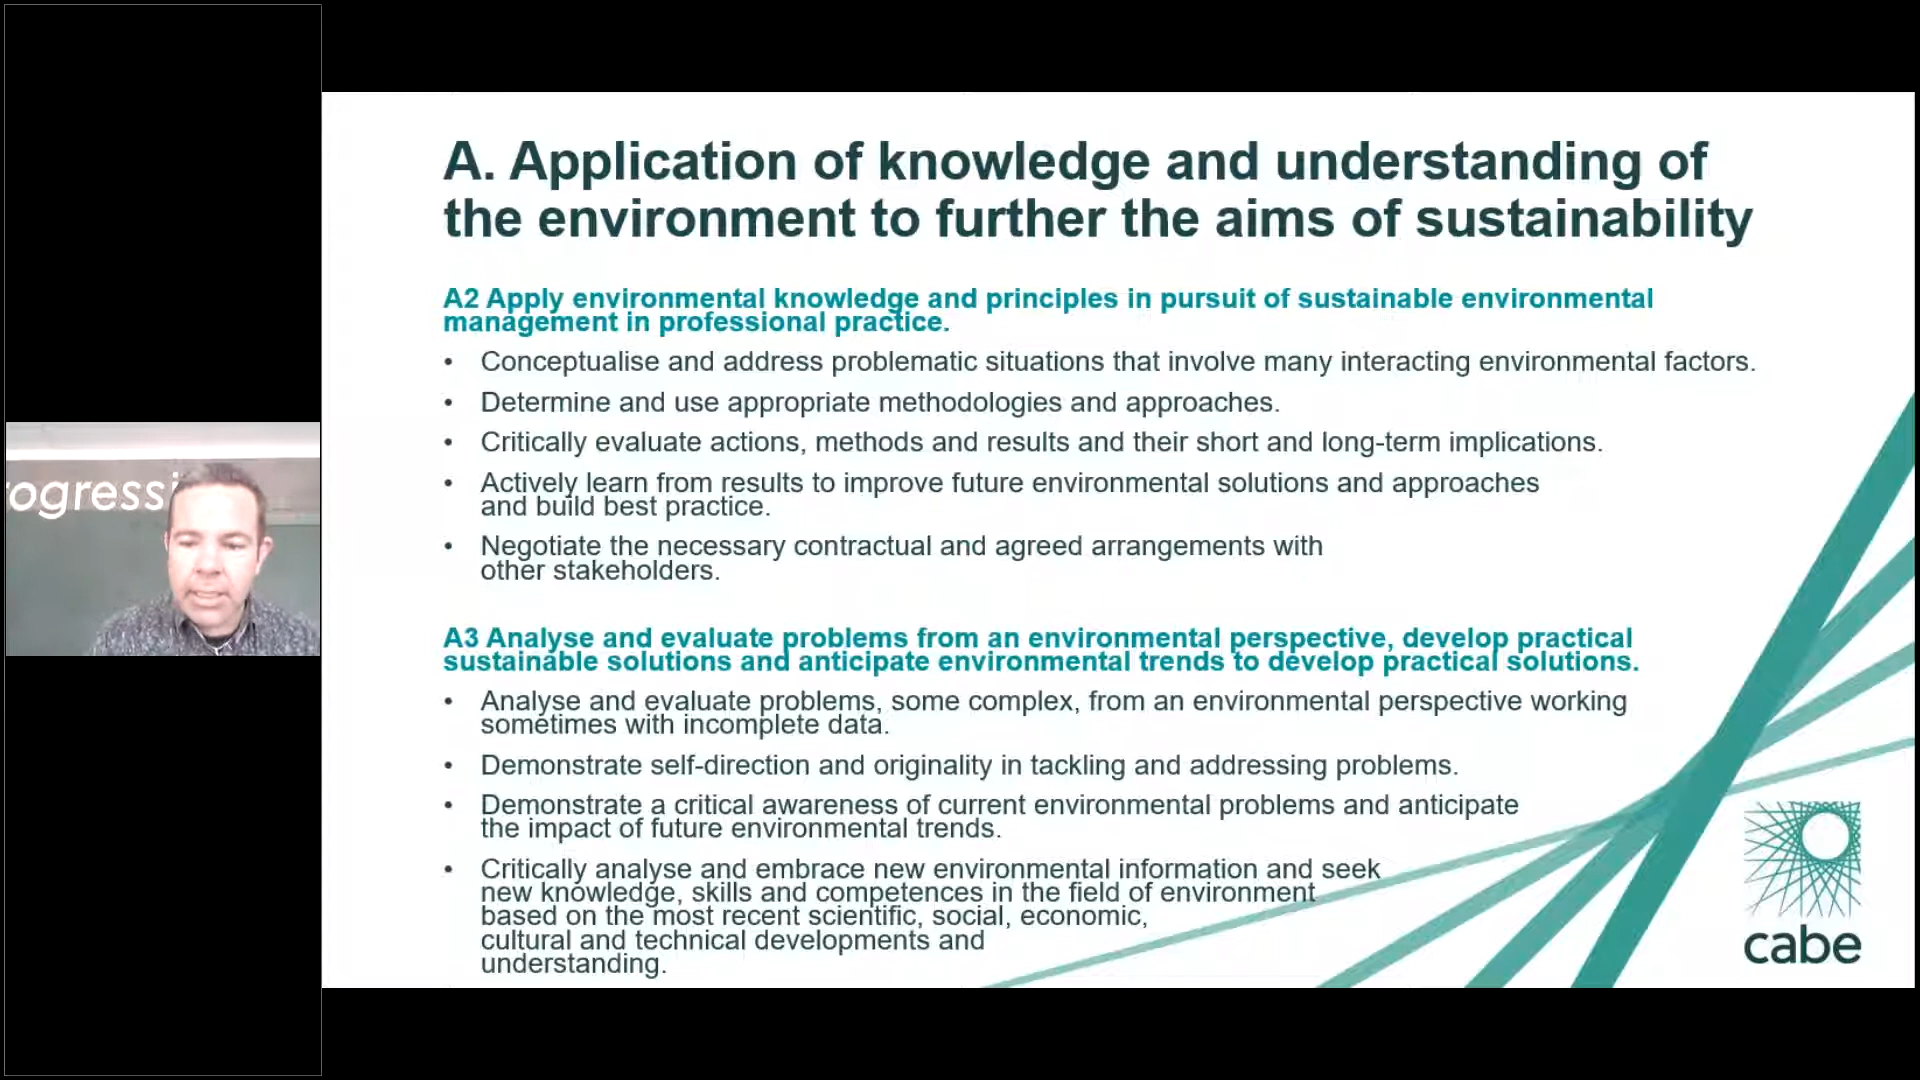 A. Application of knowledge and understanding of
the environment to further the aims of sustainability
A2 Apply environmental knowledge and principles in pursuit of sustainable environmental
management in professional practice.
• Conceptualise and address problematic situations that involve many interacting environmental factors.
• Determine and use appropriate methodologies and approaches.
• Critically evaluate actions, methods and results and their short and long-term implications.
• Actively learn from results to improve future environmental solutions and approaches
and build best practice.
• Negotiate the necessary contractual and agreed arrangements with
other stakeholders.
A3 Analyse and evaluate problems from an environmental perspective, develop practical
sustainable solutions and anticipate environmental trends to develop practical solutions.
• Analyse and evaluate problems, some complex, from an environmental perspective working
sometimes with incomplete data.
• Demonstrate self-direction and originality in tackling and addressing problems.
• Demonstrate a critical awareness of current environmental problems and anticipate
the impact of future environmental trends.
• Critically analyse and embrace new environmental information and seek
new knowledge, skills and competences in the field of environment
based on the most recent scientific, social, economic,
cultural and technical developments and
understanding.
cabe
ogressi